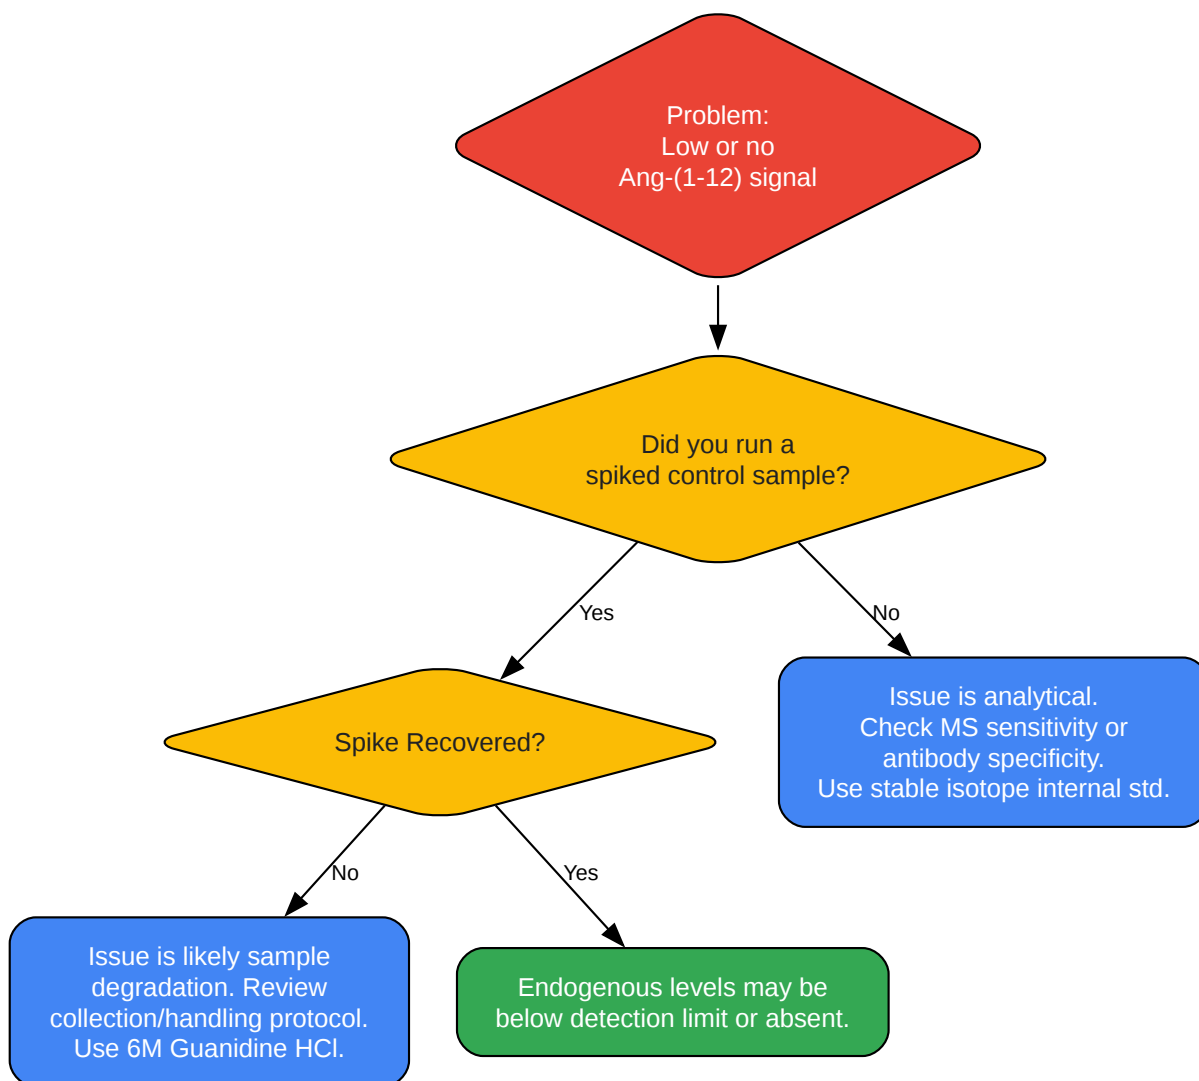 Problem:
Low or no
Ang-(1-12) signal
Did you run a
spiked control sample?
Yes
No
Issue is analytical.
Check MS sensitivity or
antibody specificity.
Use stable isotope internal std.
Spike Recovered?
No
Yes
Issue is likely sample
degradation. Review
collection/handling protocol.
Use 6M Guanidine HCl.
Endogenous levels may be
below detection limit or absent.